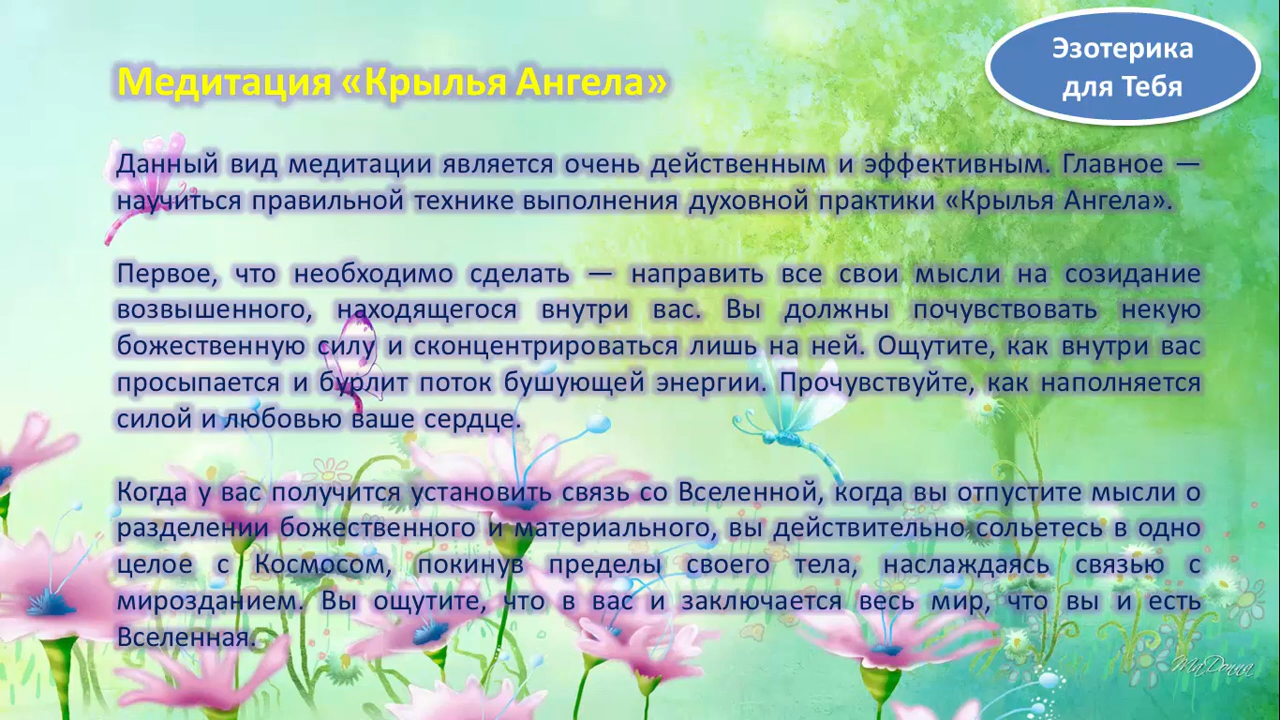 Эзотерика
для Тебя
Медитация «Крылья Ангела»
Данный вид медитации является очень действенным и эффективным. Главное —
научиться правильной технике выполнения духовной практики «Крылья Ангела».
Первое, что необходимо сделать — направить все свои мысли на созидание
возвышенного, находящегося внутри вас. Вы должны почувствовать некую
божественную силу и сконцентрироваться лишь на ней. Ощутите, как внутри вас
просыпается и бурлит поток бушующей энергии. Прочувствуйте, как наполняется
силой и любовью ваше сердце.
Когда у вас получится установить связь со Вселенной, когда вы отпустите мысли о
разделении божественного и материального, вы действительно сольетесь в одно
целое с Космосом, покинув пределы своего тела, наслаждаясь связью с
мирозданием. Вы ощутите, что в вас и заключается весь мир, что вы и есть
Вселенная.